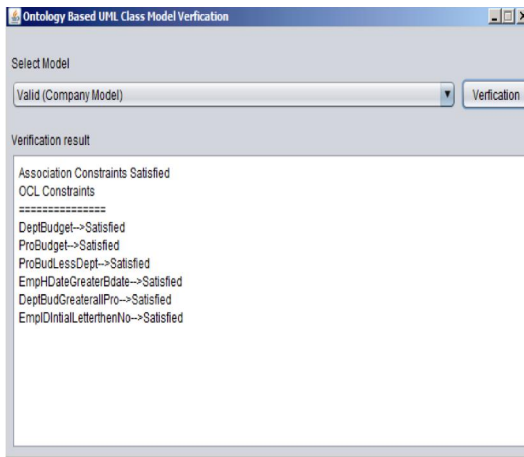 Ontology Based UML Class Model Verfication
Select Model
Valid (Company Model)
Verfication
Verification result
Association Constraints Satisfied
OCL Constraints
===============
DeptBudget-->Satisfied
ProBudget-->Satisfied
ProBudLessDept-->Satisfied
EmpHDateGreaterBdate-->Satisfied
DeptBudGreaterallPro-->Satisfied
EmpIDIntialLetterthenNo-->Satisfied